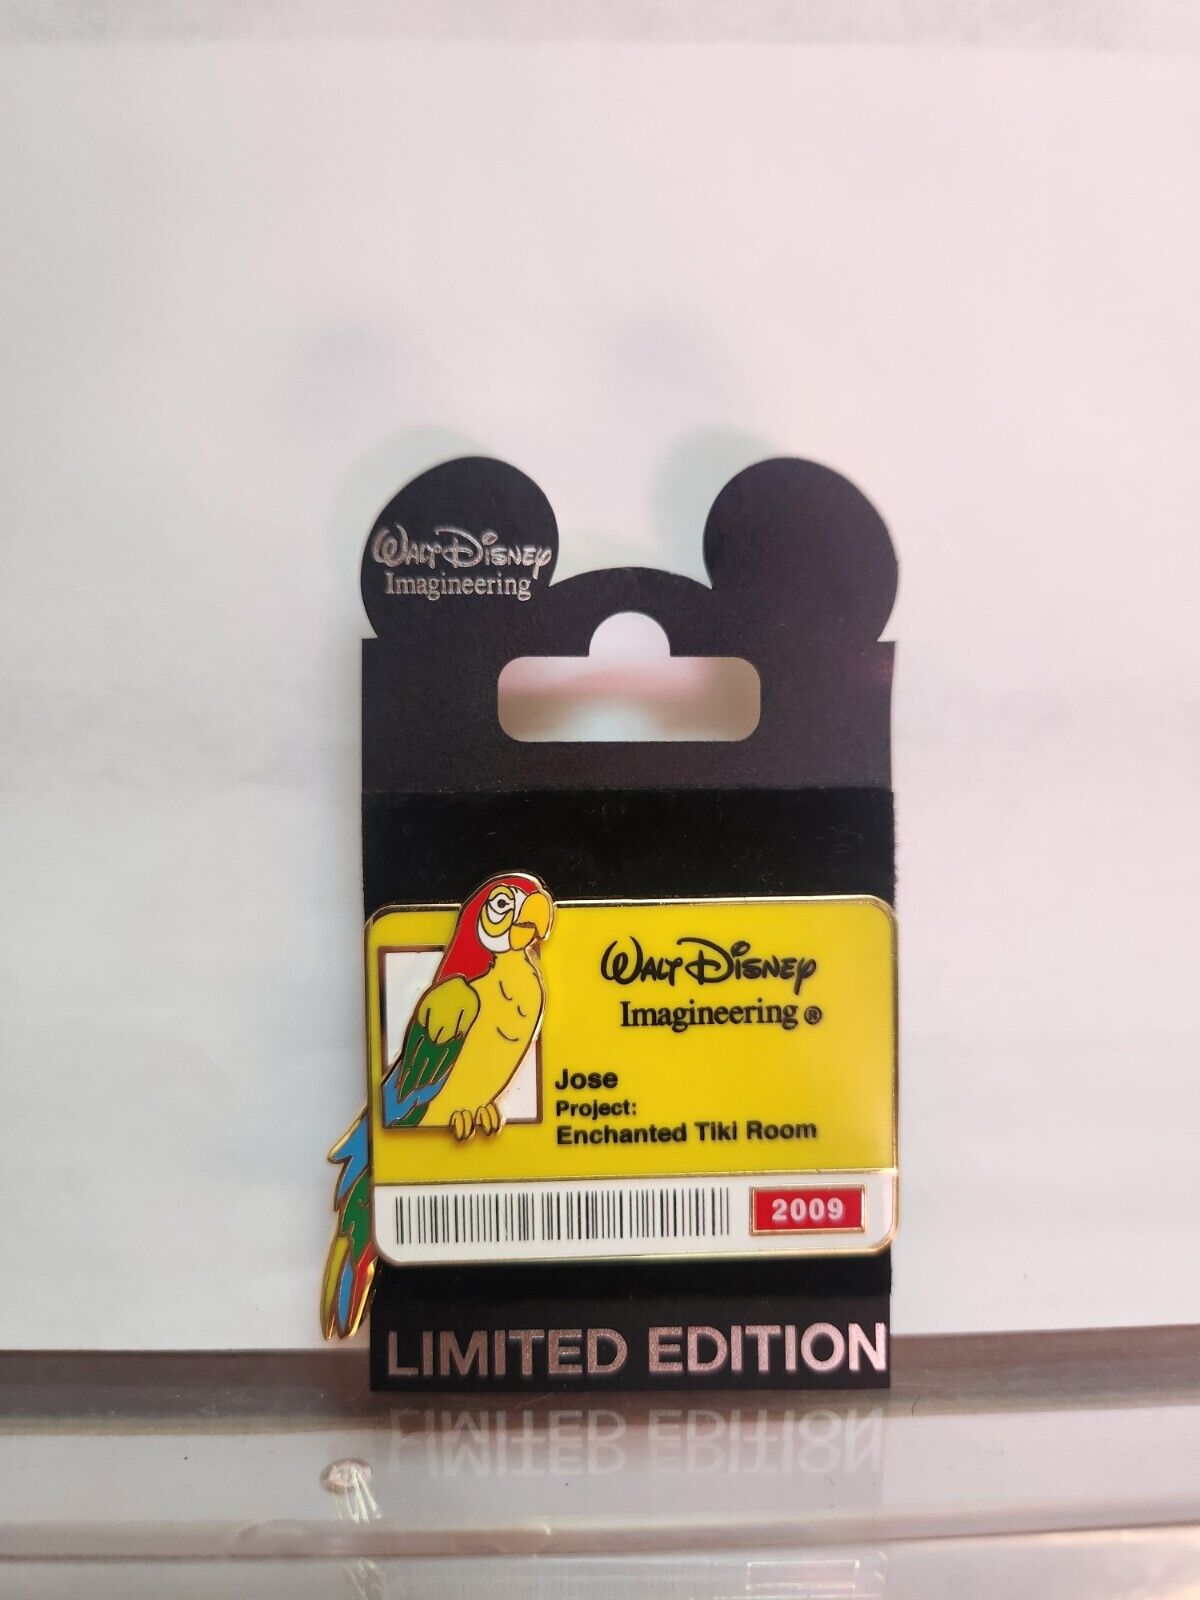 WALT DISNEY
Imagineering
WALT DISNEY
Imagineering ®
Jose
Project:
Enchanted Tiki Room
2009
LIMITED EDITION